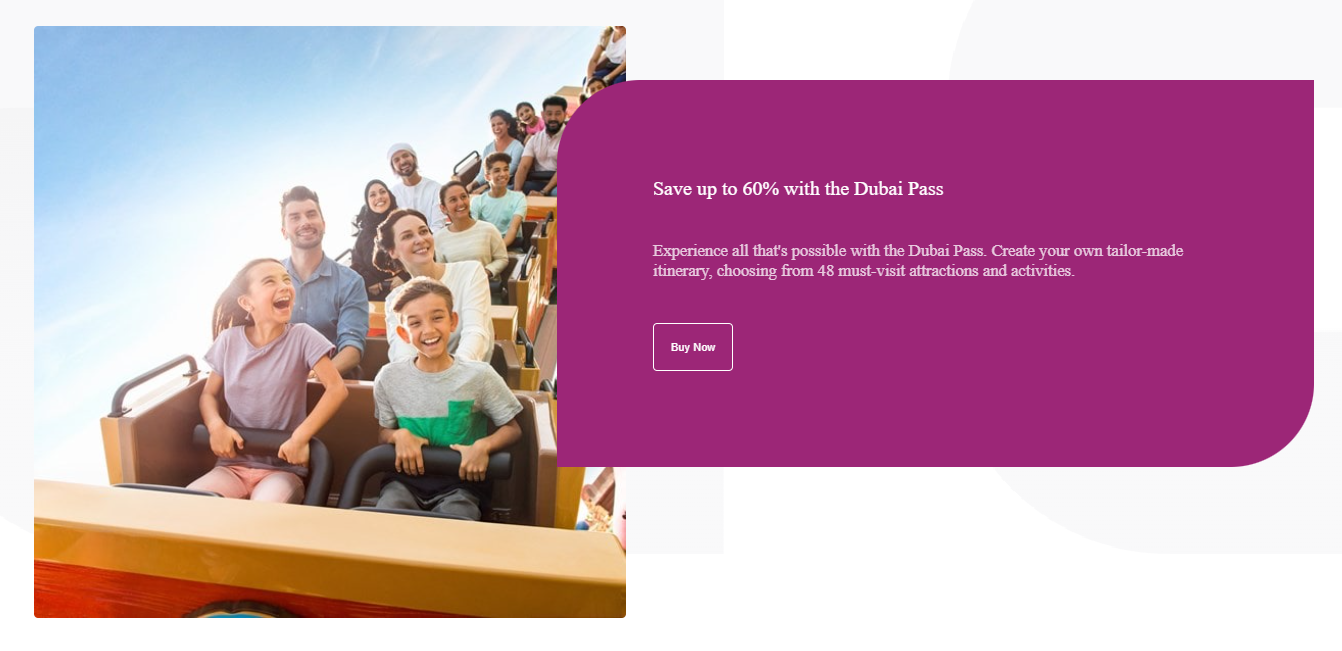 Save up to 60% with the Dubai Pass
Experience all that's possible with the Dubai Pass. Create your own tailor-made
itinerary, choosing from 48 must-visit attractions and activities.
Buy Now